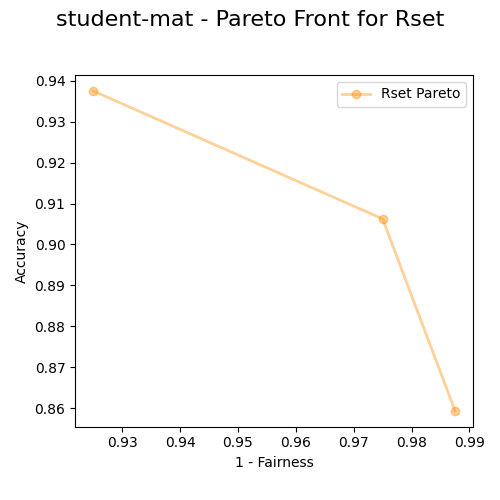 student-mat - Pareto Front for Rset
Rset Pareto
0.94
0.93
0.92
0.91
0.90
0.89
0.88
0.87
0.86
Accuracy
0.93 0.94 0.95 0.96 0.97 0.98 0.99
1 - Fairness